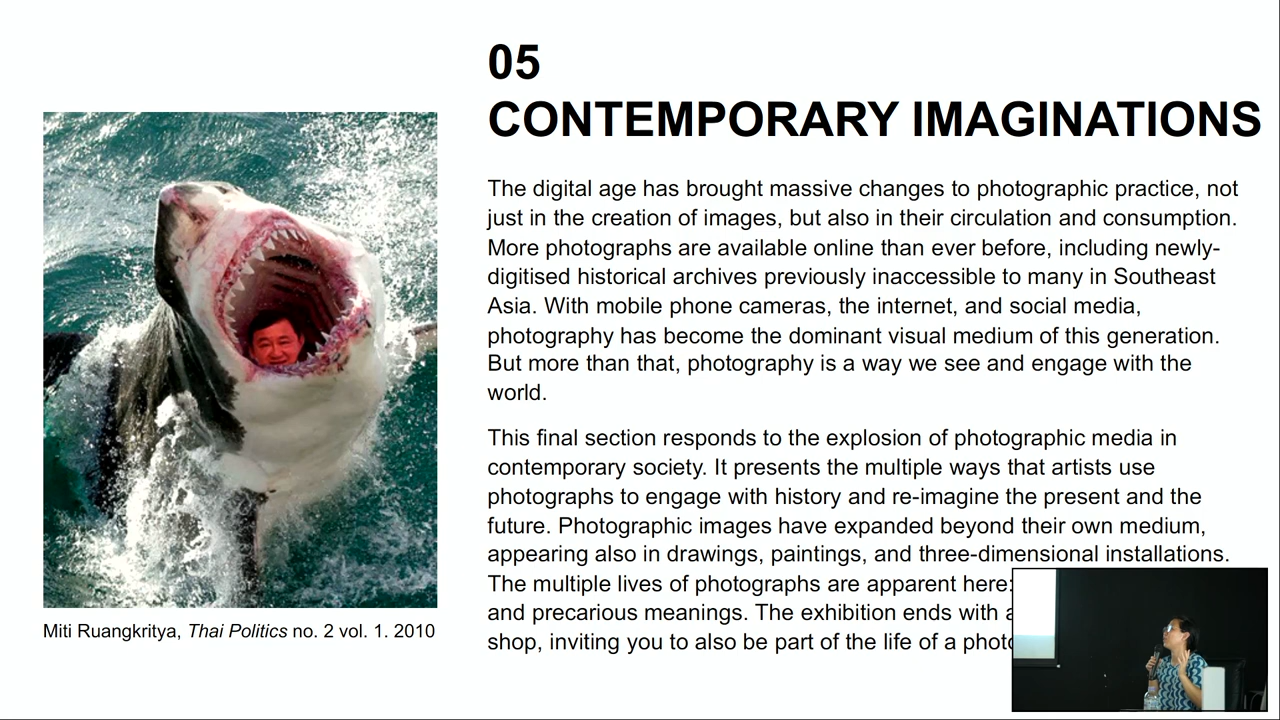 05
CONTEMPORARY IMAGINATIONS
The digital age has brought massive changes to photographic practice, not
just in the creation of images, but also in their circulation and consumption.
More photographs are available online than ever before, including newly-
digitised historical archives previously inaccessible to many in Southeast
Asia. With mobile phone cameras, the internet, and social media,
photography has become the dominant visual medium of this generation.
But more than that, photography is a way we see and engage with the
world.
This final section responds to the explosion of photographic media in
contemporary society. It presents the multiple ways that artists use
photographs to engage with history and re-imagine the present and the
future. Photographic images have expanded beyond their own medium,
appearing also in drawings, paintings, and three-dimensional installations.
The multiple lives of photographs are apparent here:
and precarious meanings. The exhibition ends with
shop, inviting you to also be part of the life of a
Miti Ruangkritya, Thai Politics no. 2 vol. 1. 2010